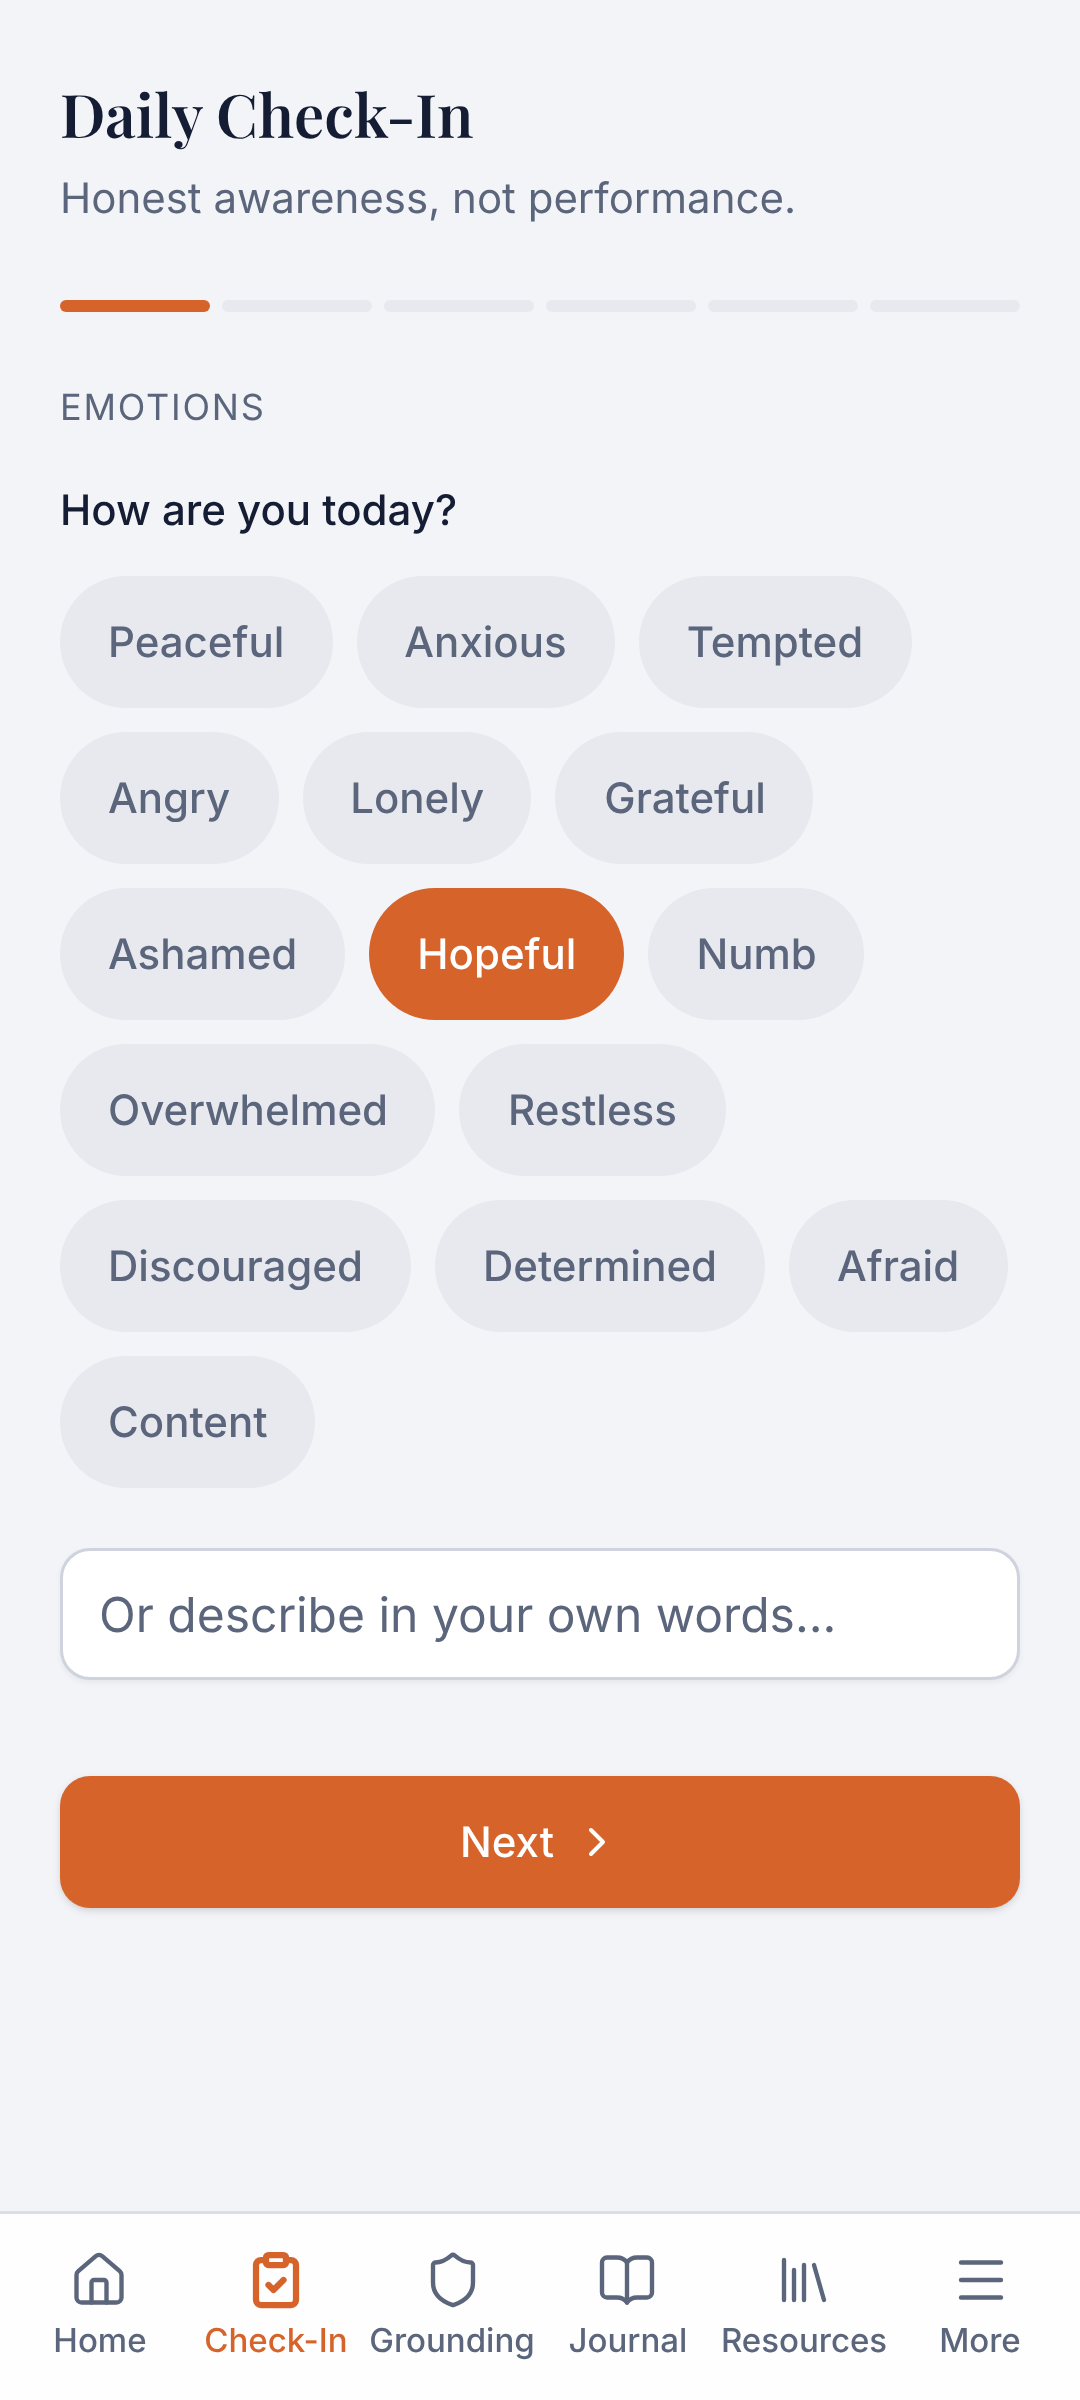 Daily Check-In
Honest awareness, not performance.
EMOTIONS
How are you today?
Peaceful Anxious Tempted
Angry Lonely Grateful
Ashamed Hopeful Numb
Overwhelmed Restless
Discouraged Determined Afraid
Content
Or describe in your own words...
Next
Home Check-In Grounding Journal Resources More